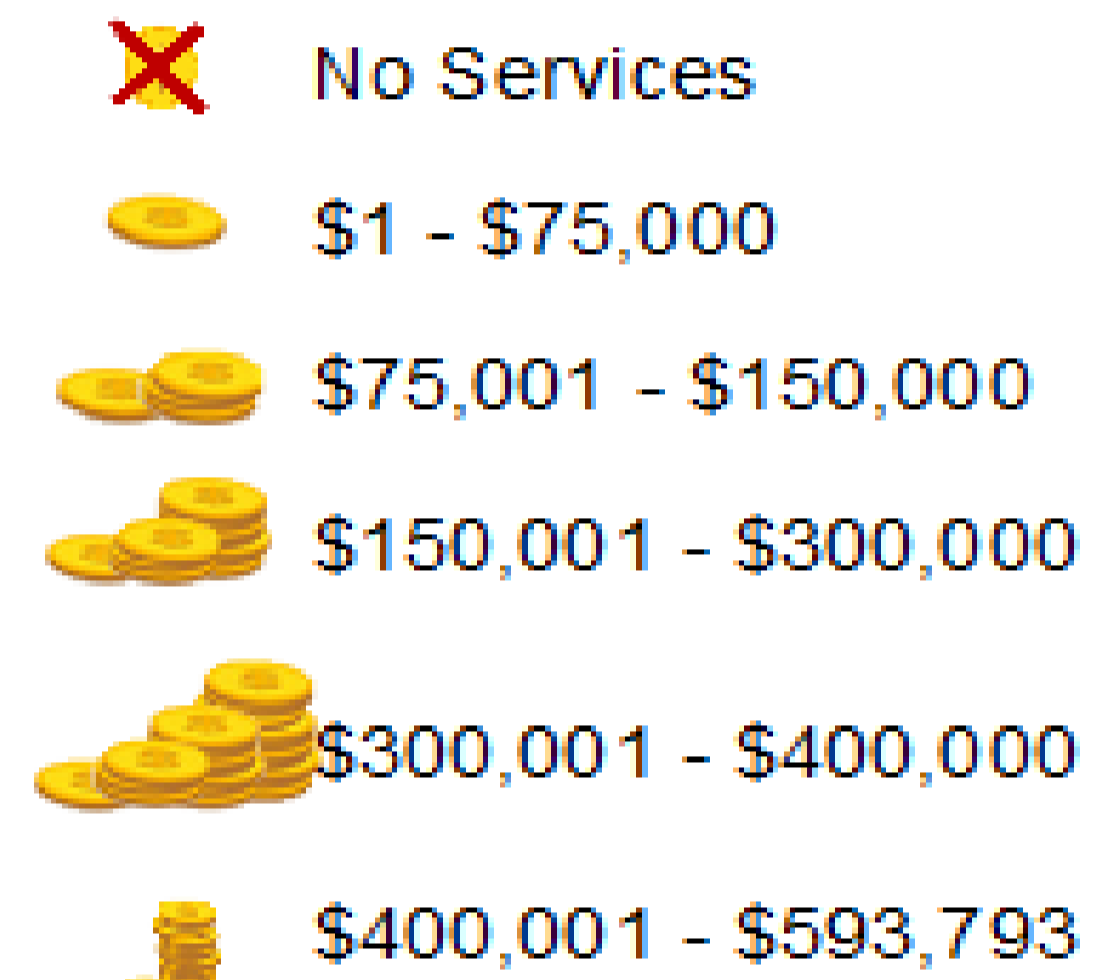 No Services
$1 - $75,000
$75,001 - $150,000
$150,001 - $300,000
$300,001 - $400,000
$400,001 - $593,793